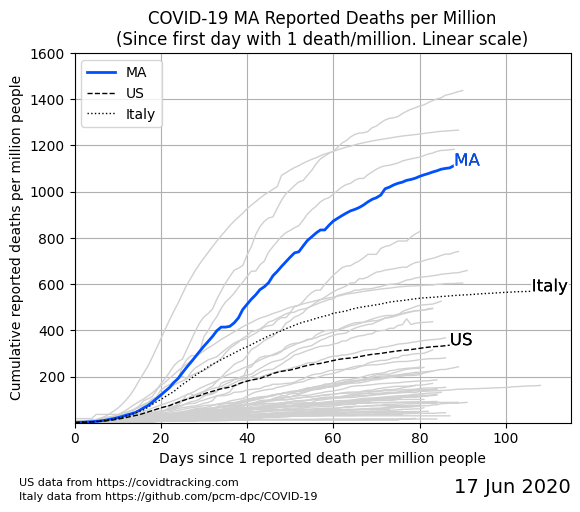 COVID-19 MA Reported Deaths per Million
(Since first day with 1 death/million. Linear scale)
Cumulative reported deaths per million people
1600
1400
1200
1000
800
600
400
200
MA
US
Italy
MA
Italy
US
0 20 40 60 80 100
Days since 1 reported death per million people
US data from https://covidtracking.com
Italy data from https://github.com/pcm-dpc/COVID-19
17 Jun 2020